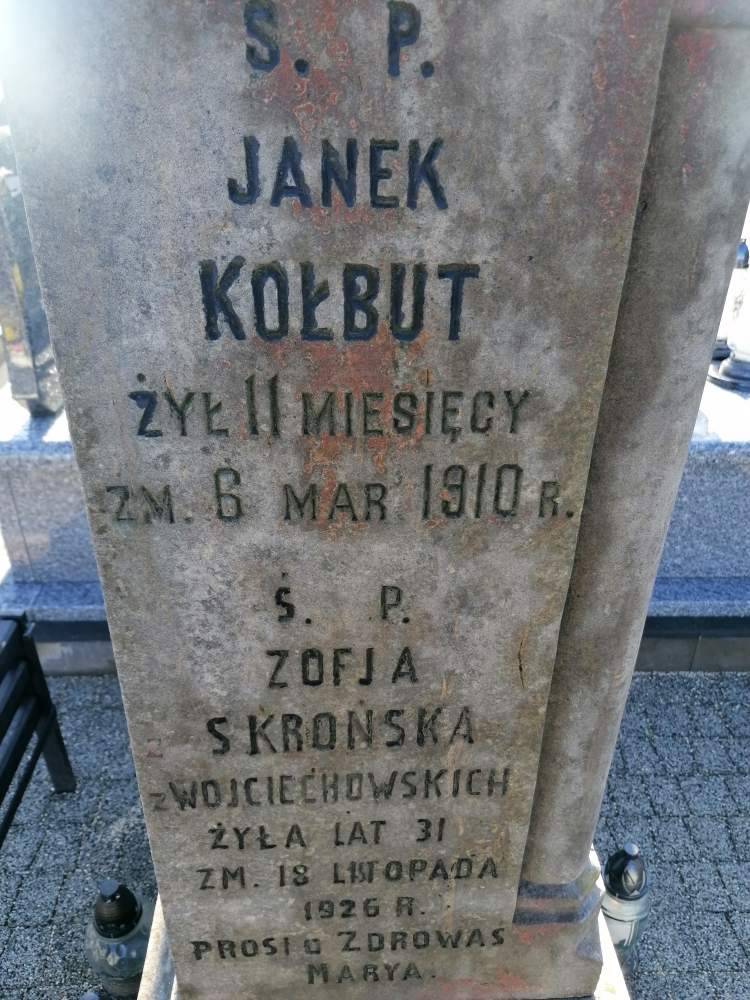 Ś. P.
JANEK
KOŁBUT
ŻYŁ 11 MIESIĘCY
ZM. 6 MAR 1910 R.
Ś. P.
ZOFJA
SKROŃSKA
z WOJCIECHOWSKICH
ŻYŁA LAT 31
ZM. 18 LISTOPADA
1926 R.
PROSI O ZDROWAŚ
MARYA.